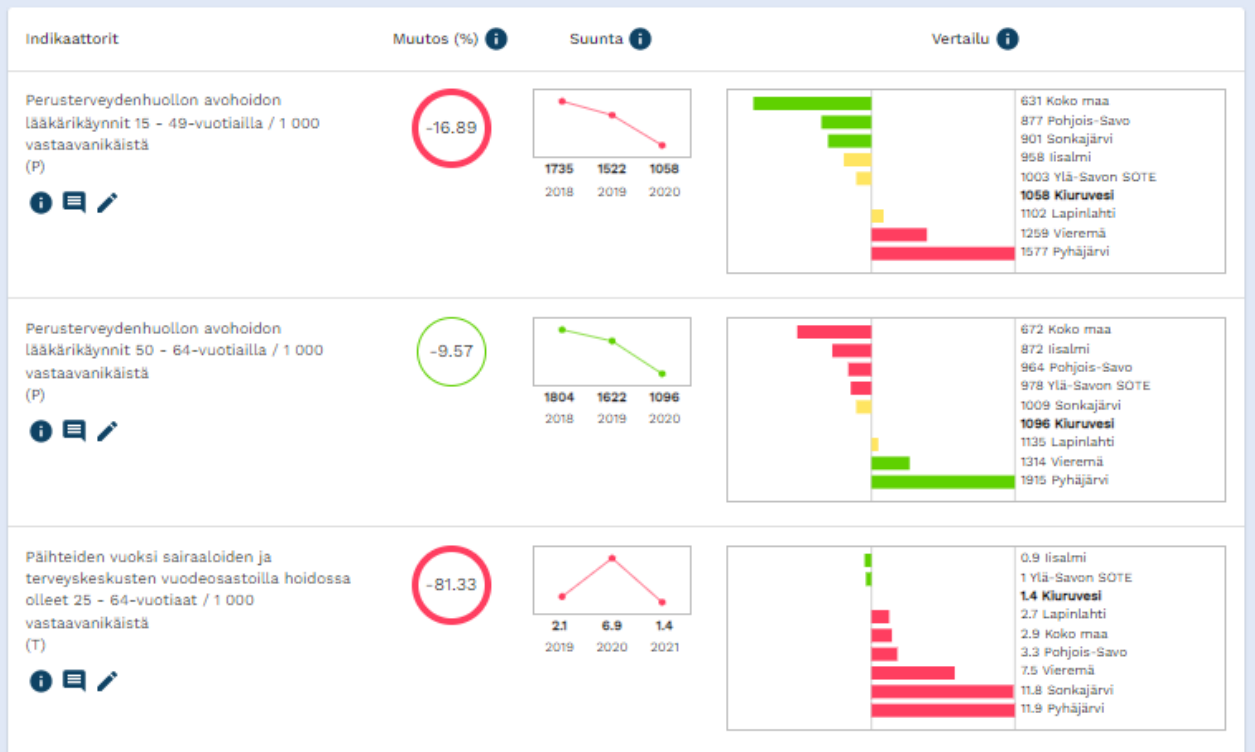 Indikaattorit
Muutos (%)
Suunta
Vertailu
Perusterveydenhuollon avohoidon
lääkärikäynnit 15 - 49-vuotiailla / 1 000
vastaavanikäistä
(P)
-16.89
1735 1522 1058
2018 2019 2020
631 Koko maa
877 Pohjois-Savo
901 Sonkajärvi
958 Iisalmi
1003 Ylä-Savon SOTE
1058 Kiuruvesi
1102 Lapinlahti
1259 Vieremä
1577 Pyhäjärvi
Perusterveydenhuollon avohoidon
lääkärikäynnit 50 - 64-vuotiailla / 1 000
vastaavanikäistä
(P)
-9.57
1804 1622 1096
2018 2019 2020
672 Koko maa
872 Iisalmi
964 Pohjois-Savo
978 Ylä-Savon SOTE
1009 Sonkajärvi
1096 Kiuruvesi
1135 Lapinlahti
1314 Vieremä
1915 Pyhäjärvi
Päihteiden vuoksi sairaaloiden ja
terveyskeskusten vuodeosastoilla hoidossa
olleet 25 - 64-vuotiaat / 1 000
vastaavanikäistä
(T)
-81.33
2.1 6.9 1.4
2019 2020 2021
0.9 Iisalmi
1 Ylä-Savon SOTE
1.4 Kiuruvesi
2.7 Lapinlahti
2.9 Koko maa
3.3 Pohjois-Savo
7.5 Vieremä
11.8 Sonkajärvi
11.9 Pyhäjärvi